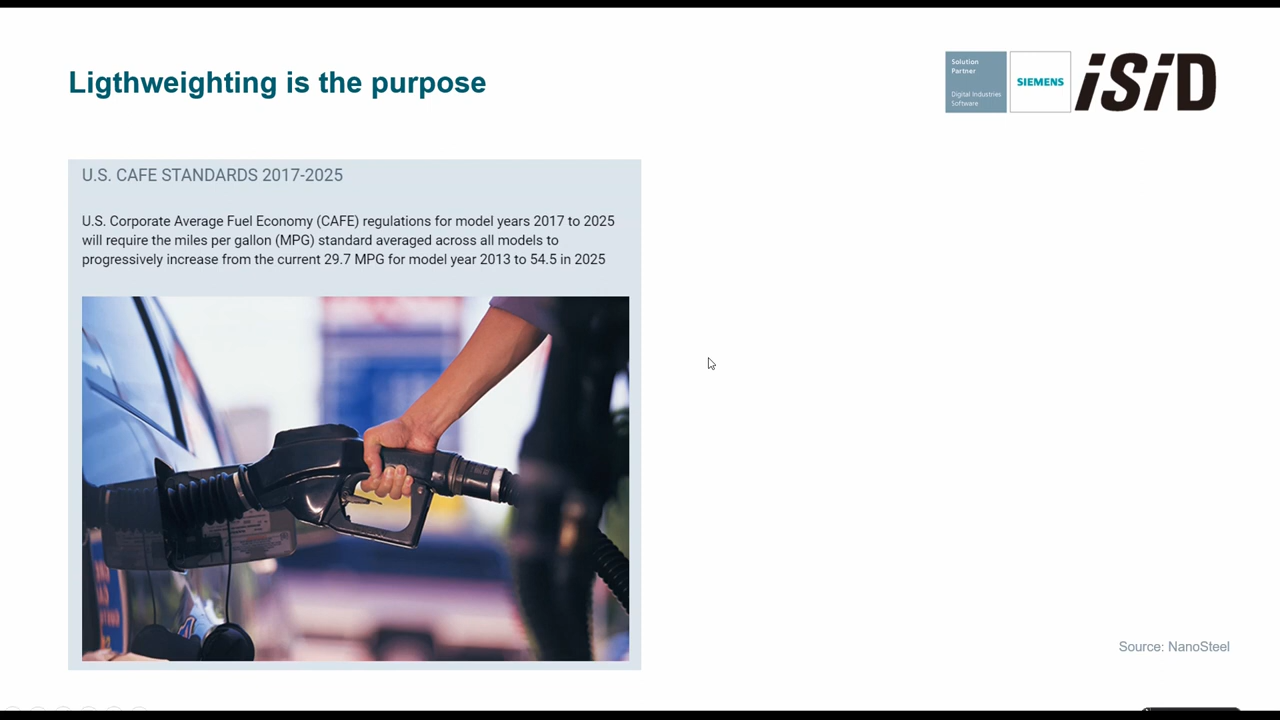 Ligthweighting is the purpose
Solution
Partner
Digital Industries
Software
SIEMENS
iSiD
U.S. CAFE STANDARDS 2017-2025
U.S. Corporate Average Fuel Economy (CAFE) regulations for model years 2017 to 2025
will require the miles per gallon (MPG) standard averaged across all models to
progressively increase from the current 29.7 MPG for model year 2013 to 54.5 in 2025
Source: NanoSteel